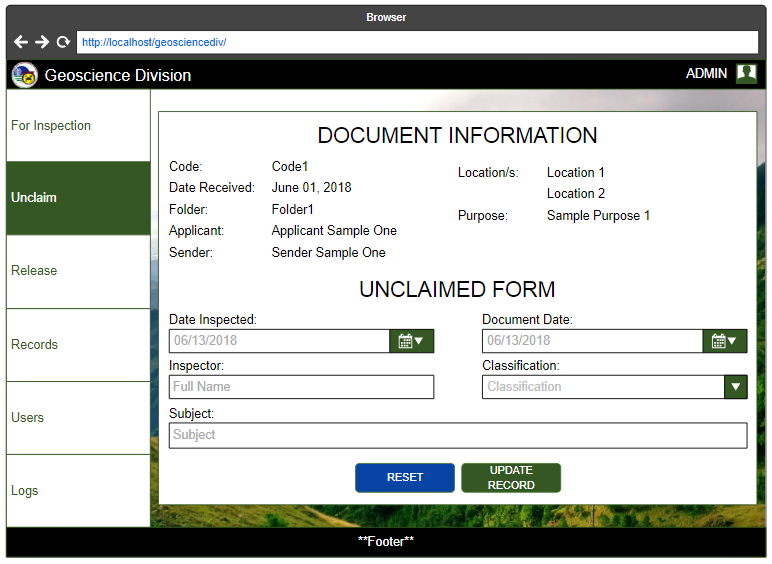 Browser
http://localhost/geosciencediv/
Geoscience Division
ADMIN
For Inspection
Unclaim
Release
Records
Users
Logs
DOCUMENT INFORMATION
Code: Code1
Date Received: June 01, 2018
Folder: Folder1
Applicant: Applicant Sample One
Sender: Sender Sample One
Location/s: Location 1
Location 2
Purpose: Sample Purpose 1
UNCLAIMED FORM
Date Inspected:
06/13/2018
Document Date:
06/13/2018
Inspector:
Full Name
Classification:
Classification
Subject:
Subject
RESET
UPDATE
RECORD
**Footer**